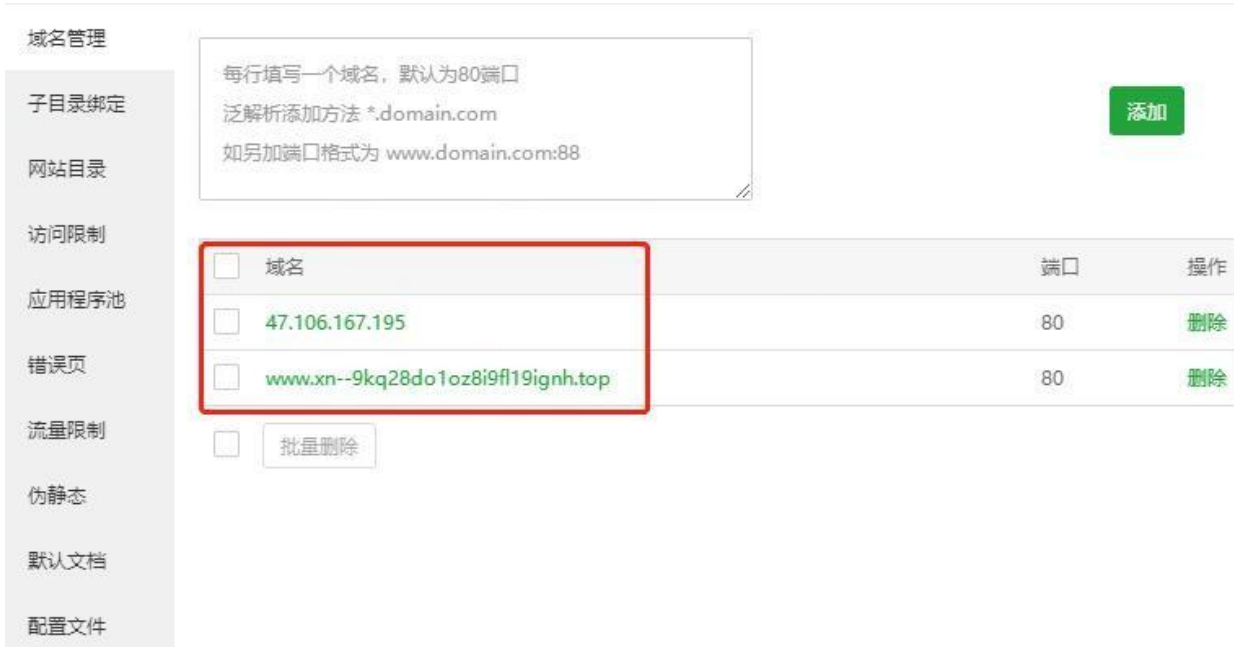 域名管理
子目录绑定
网站目录
访问限制
应用程序池
错误页
流量限制
伪静态
默认文档
配置文件
每行填写一个域名，默认为80端口
泛解析添加方法 *.domain.com
如另加端口格式为 www.domain.com:88
添加
域名 端口 操作
47.106.167.195 80 删除
www.xn--9kq28do1oz8i9fl19ignh.top 80 删除
批量删除